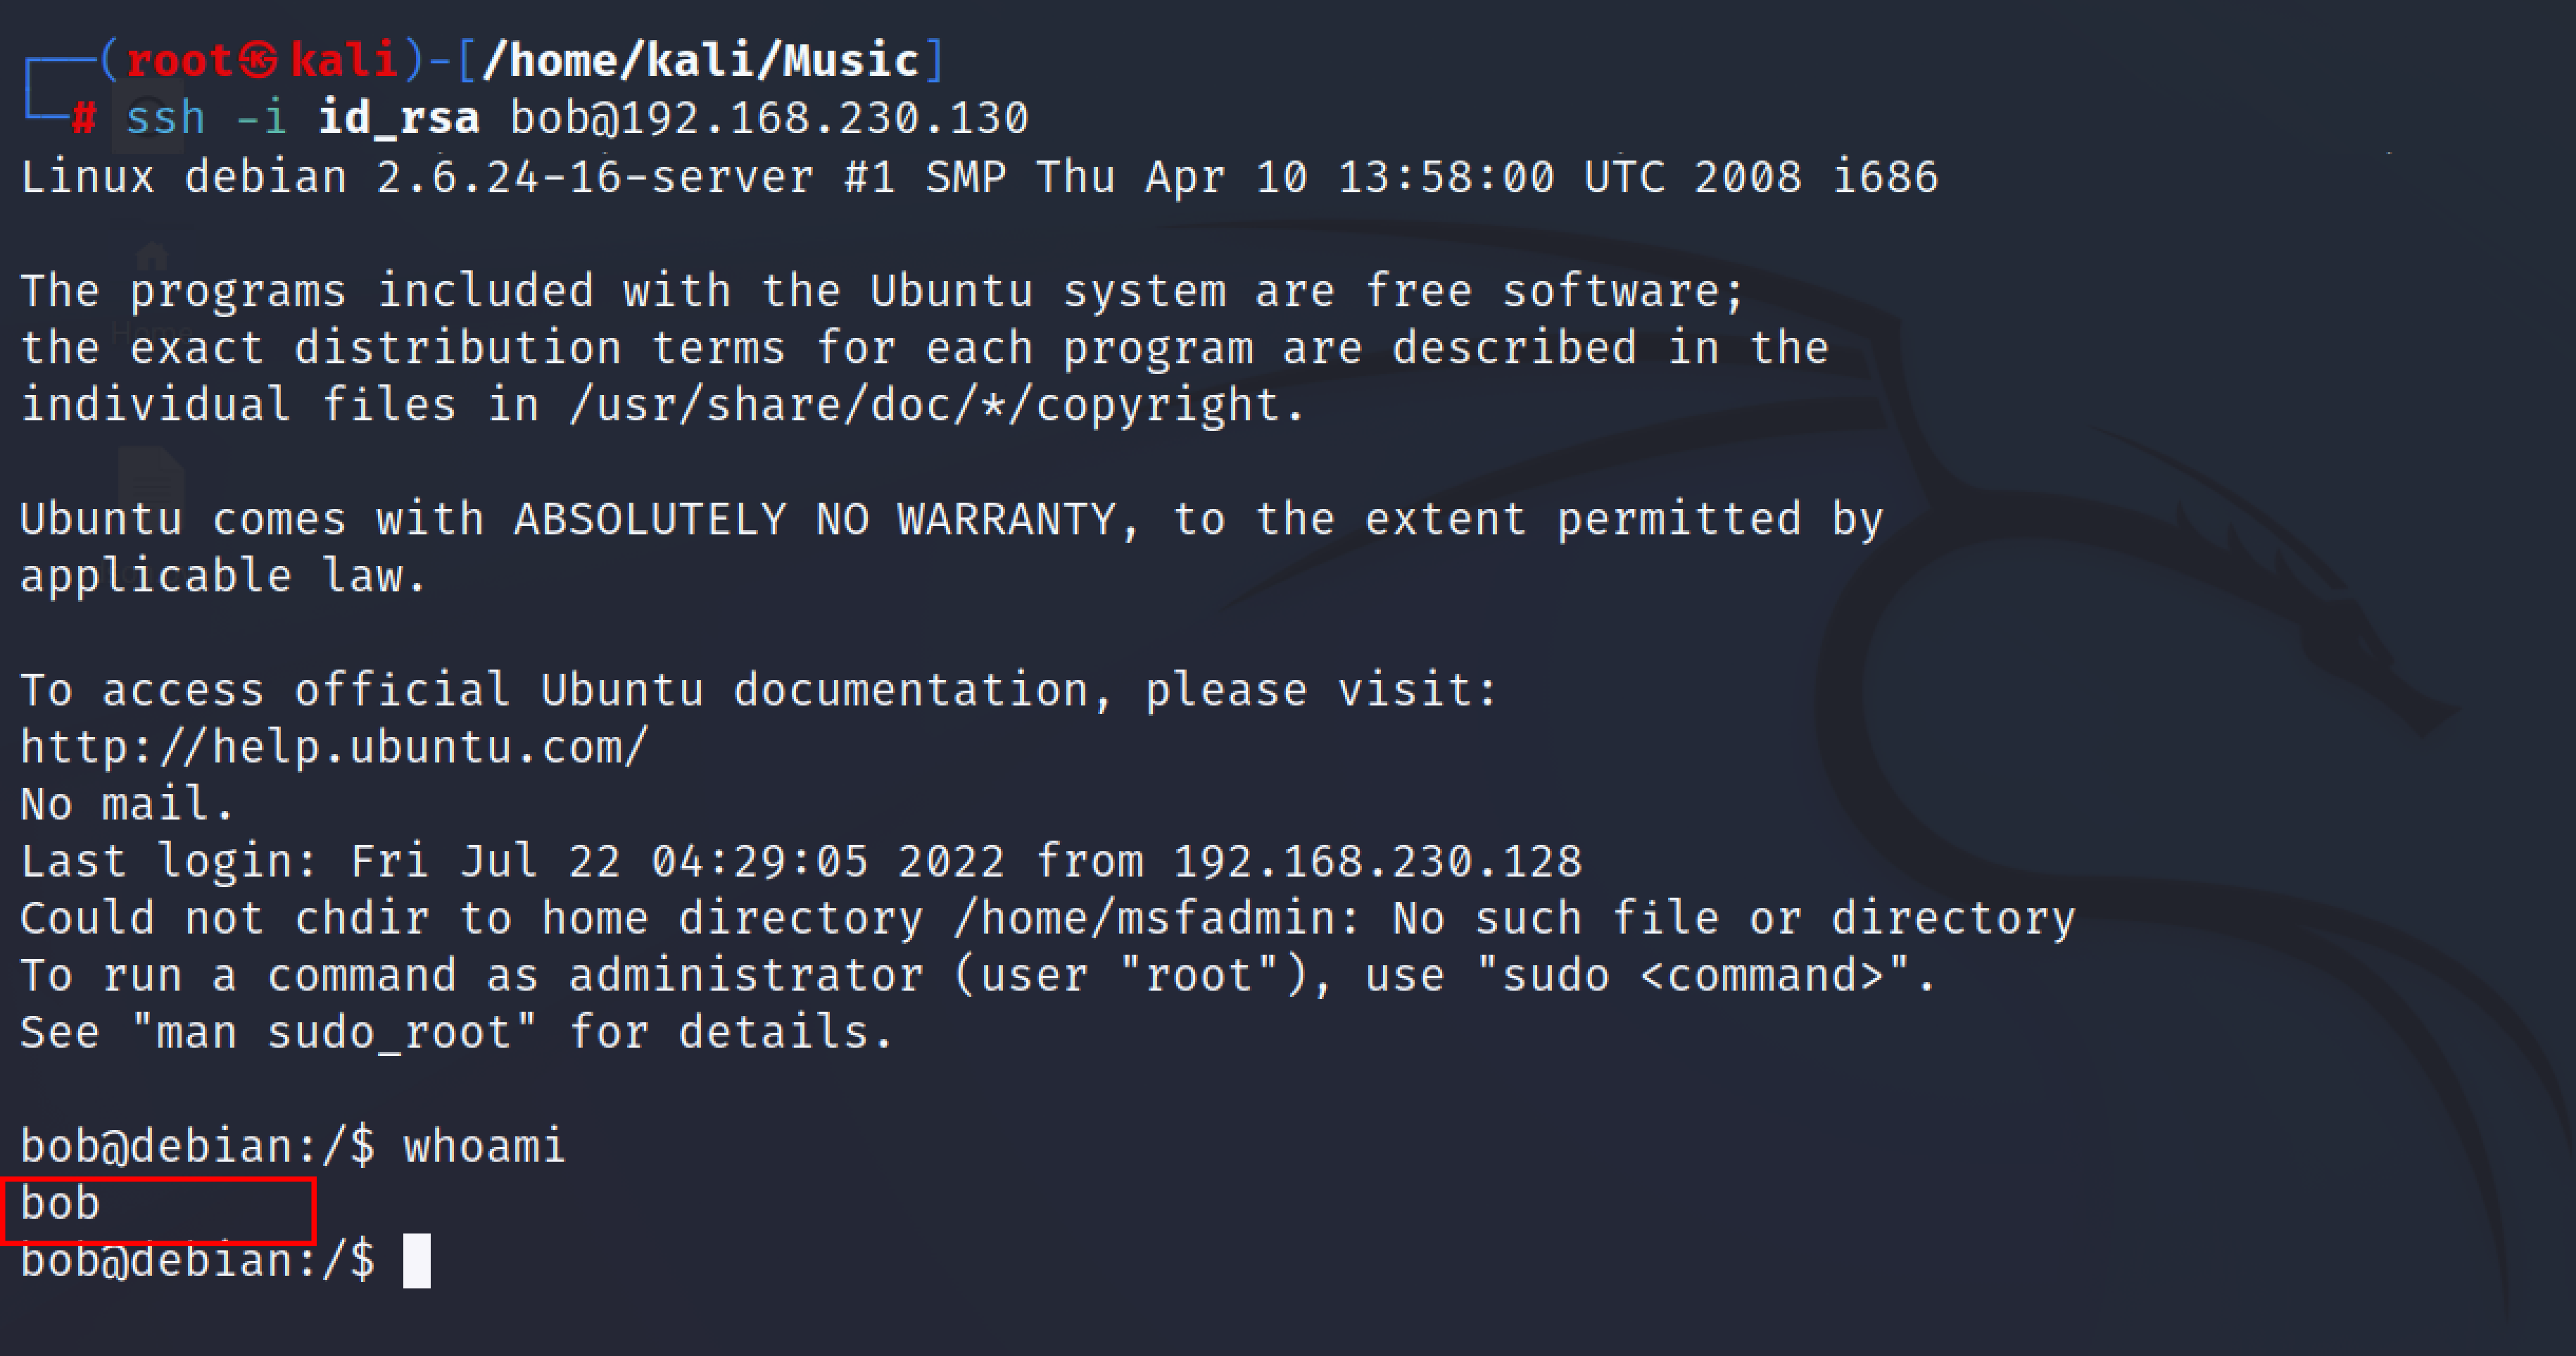 ┌──(root㉿kali)-[/home/kali/Music]
└─# ssh -i id_rsa bob@192.168.230.130
Linux debian 2.6.24-16-server #1 SMP Thu Apr 10 13:58:00 UTC 2008 i686
The programs included with the Ubuntu system are free software;
the exact distribution terms for each program are described in the
individual files in /usr/share/doc/*/copyright.
Ubuntu comes with ABSOLUTELY NO WARRANTY, to the extent permitted by
applicable law.
To access official Ubuntu documentation, please visit:
http://help.ubuntu.com/
No mail.
Last login: Fri Jul 22 04:29:05 2022 from 192.168.230.128
Could not chdir to home directory /home/msfadmin: No such file or directory
To run a command as administrator (user "root"), use "sudo <command>".
See "man sudo_root" for details.
bob@debian:/$ whoami
bob
bob@debian:/$
Home